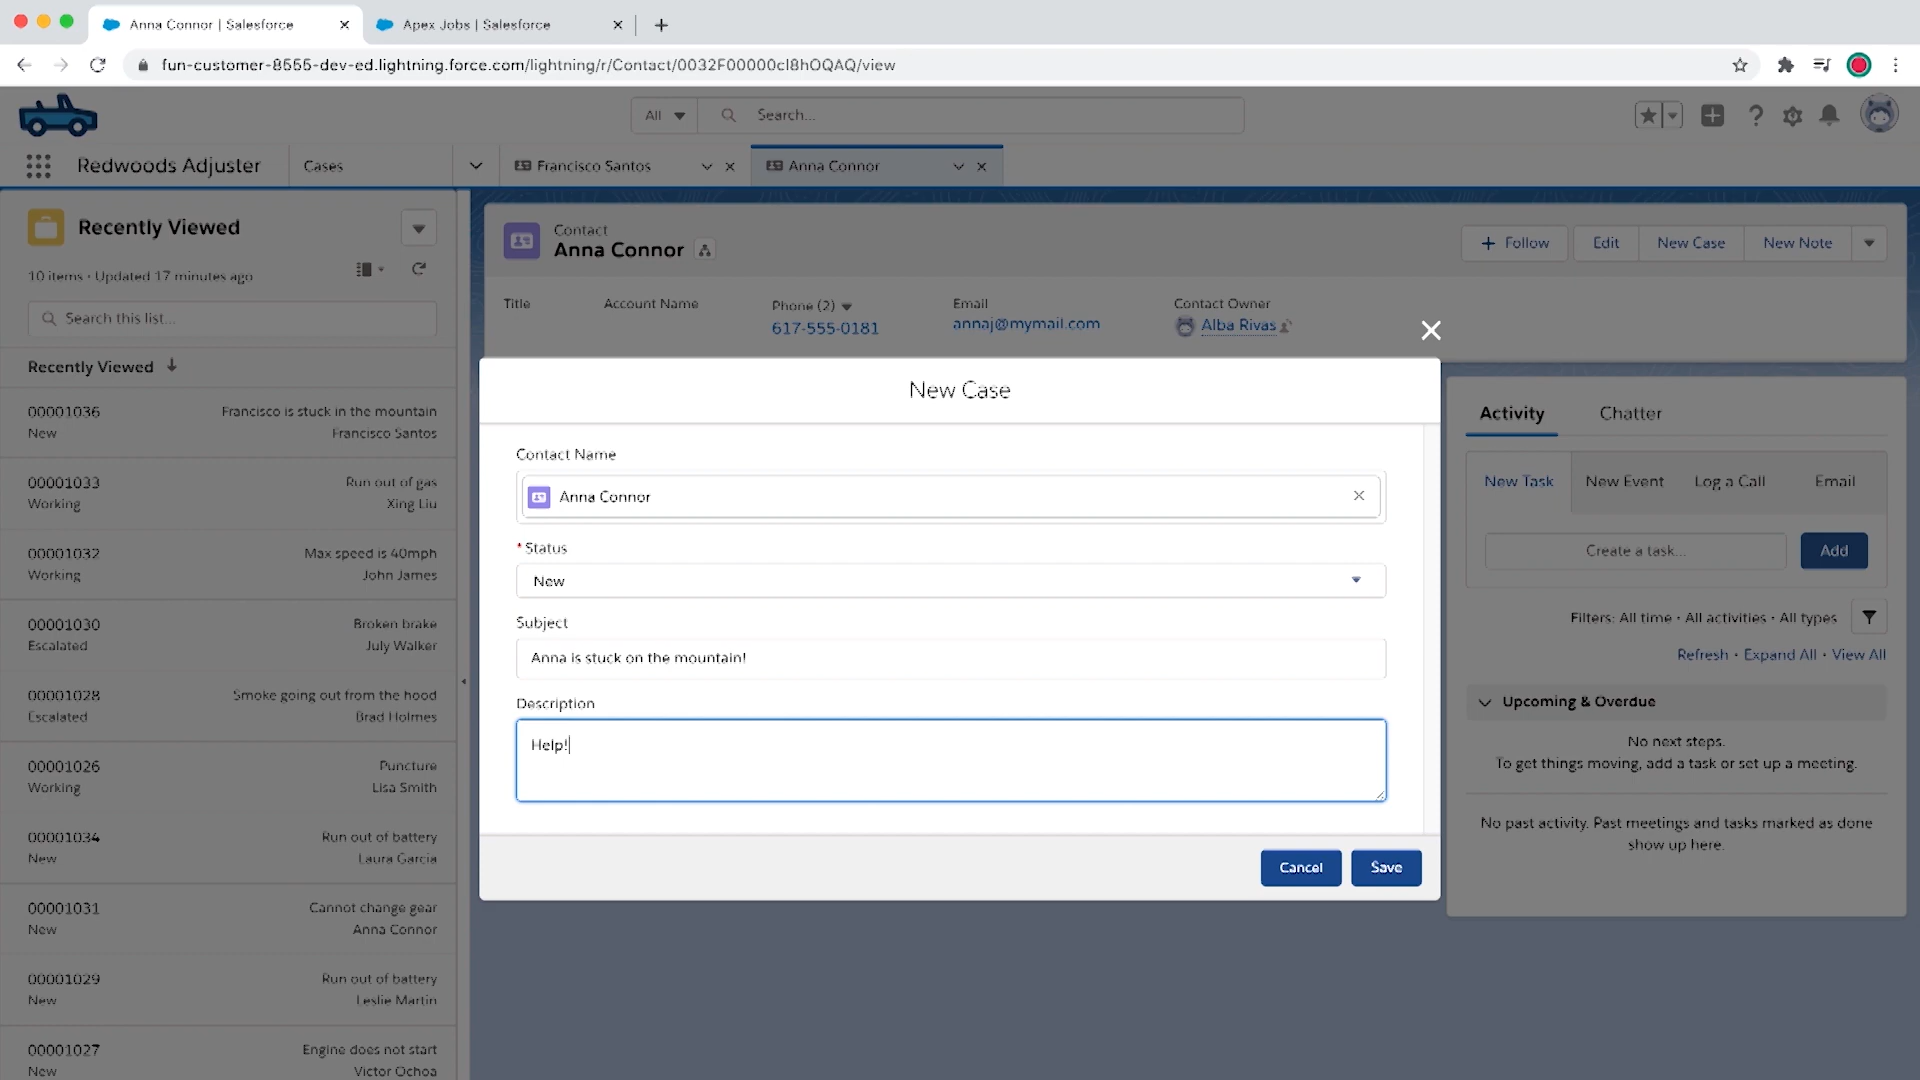 Anna Connor | Salesforce
Apex Jobs | Salesforce
fun-customer-8555-dev-ed.lightning.force.com/lightning/r/Contact/0032F00000cl8hOQAQ/view
All
Search...
Redwoods Adjuster
Cases
Francisco Santos
Anna Connor
Recently Viewed
10 items • Updated 17 minutes ago
Search this list...
Recently Viewed
00001036 Francisco is stuck in the mountain
New Francisco Santos
00001033 Run out of gas
Working Xing Liu
00001032 Max speed is 40mph
Working John James
00001030 Broken brake
Escalated July Walker
00001028 Smoke going out from the hood
Escalated Brad Holmes
00001026 Puncture
Working Lisa Smith
00001034 Run out of battery
New Laura Garcia
00001031 Cannot change gear
New Anna Connor
00001029 Run out of battery
New Leslie Martin
00001027 Engine does not start
New Victor Ochoa
Contact
Anna Connor
Follow
Edit
New Case
New Note
Title
Account Name
Phone (2)
617-555-0181
Email
annaj@mymail.com
Contact Owner
Alba Rivas
New Case
Contact Name
Anna Connor
* Status
New
Subject
Anna is stuck on the mountain!
Description
Help!
Cancel
Save
Activity
Chatter
New Task
New Event
Log a Call
Email
Create a task...
Add
Filters: All time • All activities • All types
Refresh • Expand All • View All
Upcoming & Overdue
No next steps.
To get things moving, add a task or set up a meeting.
No past activity. Past meetings and tasks marked as done
show up here.